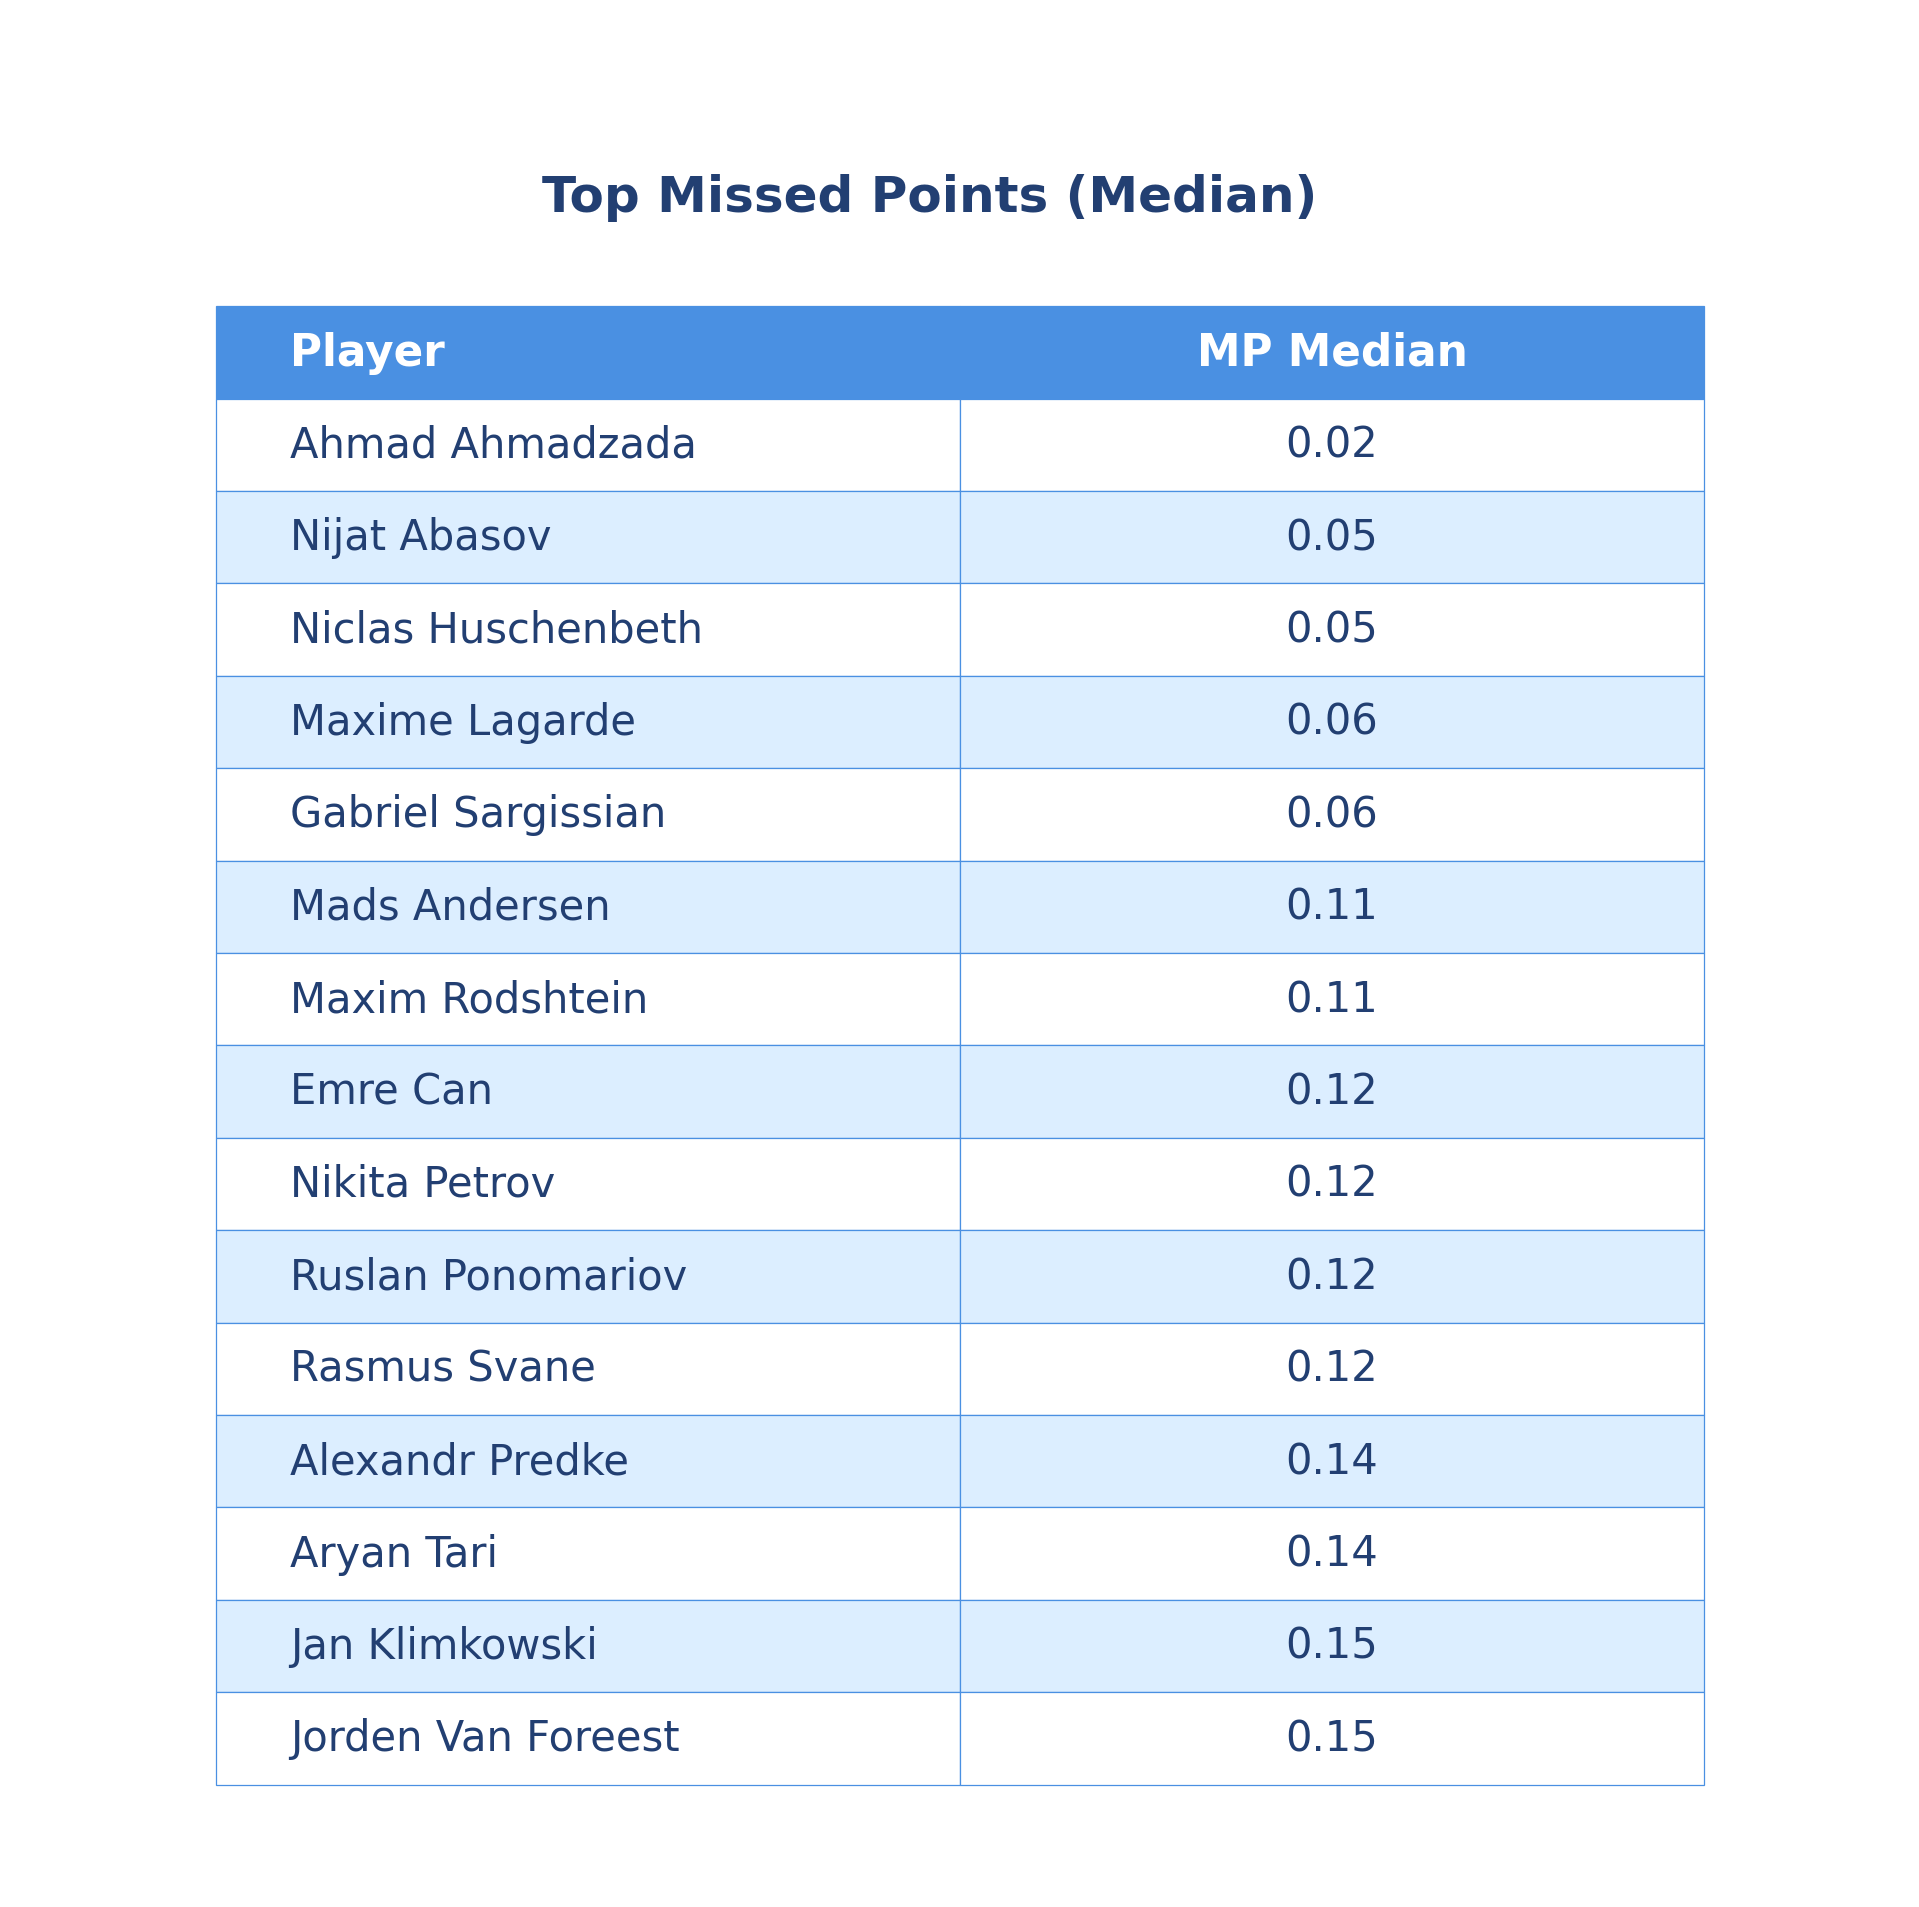 Top Missed Points (Median)
Player MP Median
Ahmad Ahmadzada 0.02
Nijat Abasov 0.05
Niclas Huschenbeth 0.05
Maxime Lagarde 0.06
Gabriel Sargissian 0.06
Mads Andersen 0.11
Maxim Rodshtein 0.11
Emre Can 0.12
Nikita Petrov 0.12
Ruslan Ponomariov 0.12
Rasmus Svane 0.12
Alexandr Predke 0.14
Aryan Tari 0.14
Jan Klimkowski 0.15
Jorden Van Foreest 0.15